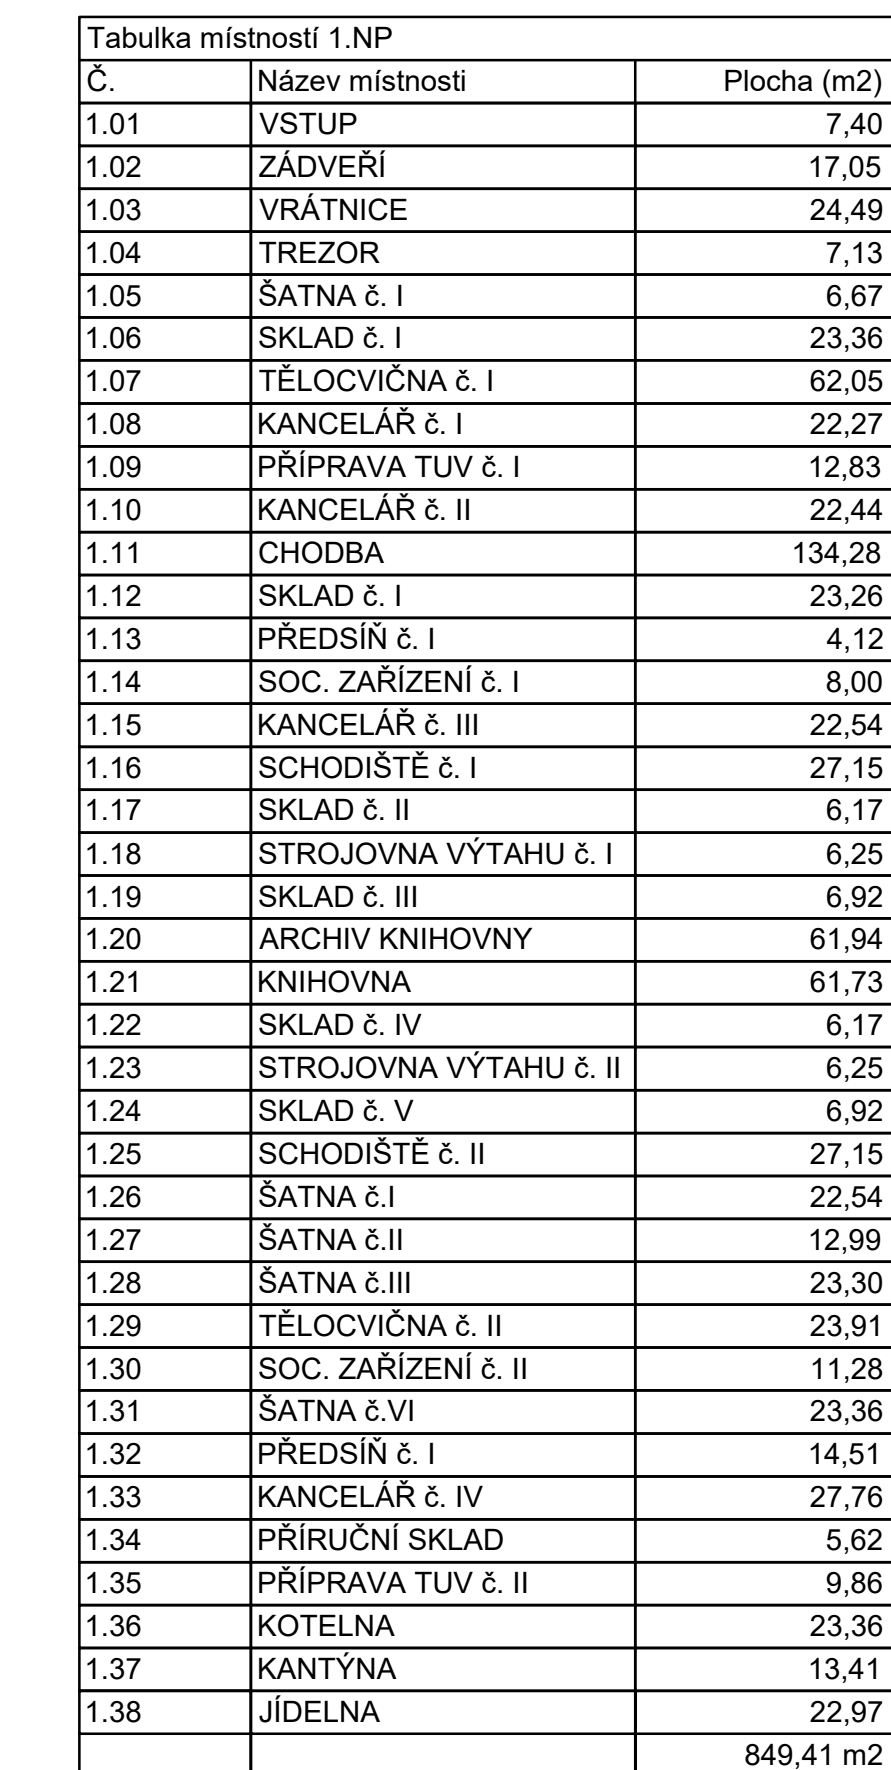 Tabulka místností 1.NP
Č. Název místnosti Plocha (m2)
1.01 VSTUP 7,40
1.02 ZÁDVEŘÍ 17,05
1.03 VRÁTNICE 24,49
1.04 TREZOR 7,13
1.05 ŠATNA č. I 6,67
1.06 SKLAD č. I 23,36
1.07 TĚLOCVIČNA č. I 62,05
1.08 KANCELÁŘ č. I 22,27
1.09 PŘÍPRAVA TUV č. I 12,83
1.10 KANCELÁŘ č. II 22,44
1.11 CHODBA 134,28
1.12 SKLAD č. I 23,26
1.13 PŘEDSÍŇ č. I 4,12
1.14 SOC. ZAŘÍZENÍ č. I 8,00
1.15 KANCELÁŘ č. III 22,54
1.16 SCHODIŠTĚ č. I 27,15
1.17 SKLAD č. II 6,17
1.18 STROJOVNA VÝTAHU č. I 6,25
1.19 SKLAD č. III 6,92
1.20 ARCHIV KNIHOVNY 61,94
1.21 KNIHOVNA 61,73
1.22 SKLAD č. IV 6,17
1.23 STROJOVNA VÝTAHU č. II 6,25
1.24 SKLAD č. V 6,92
1.25 SCHODIŠTĚ č. II 27,15
1.26 ŠATNA č.I 22,54
1.27 ŠATNA č.II 12,99
1.28 ŠATNA č.III 23,30
1.29 TĚLOCVIČNA č. II 23,91
1.30 SOC. ZAŘÍZENÍ č. II 11,28
1.31 ŠATNA č.VI 23,36
1.32 PŘEDSÍŇ č. I 14,51
1.33 KANCELÁŘ č. IV 27,76
1.34 PŘÍRUČNÍ SKLAD 5,62
1.35 PŘÍPRAVA TUV č. II 9,86
1.36 KOTELNA 23,36
1.37 KANTÝNA 13,41
1.38 JÍDELNA 22,97
849,41 m2